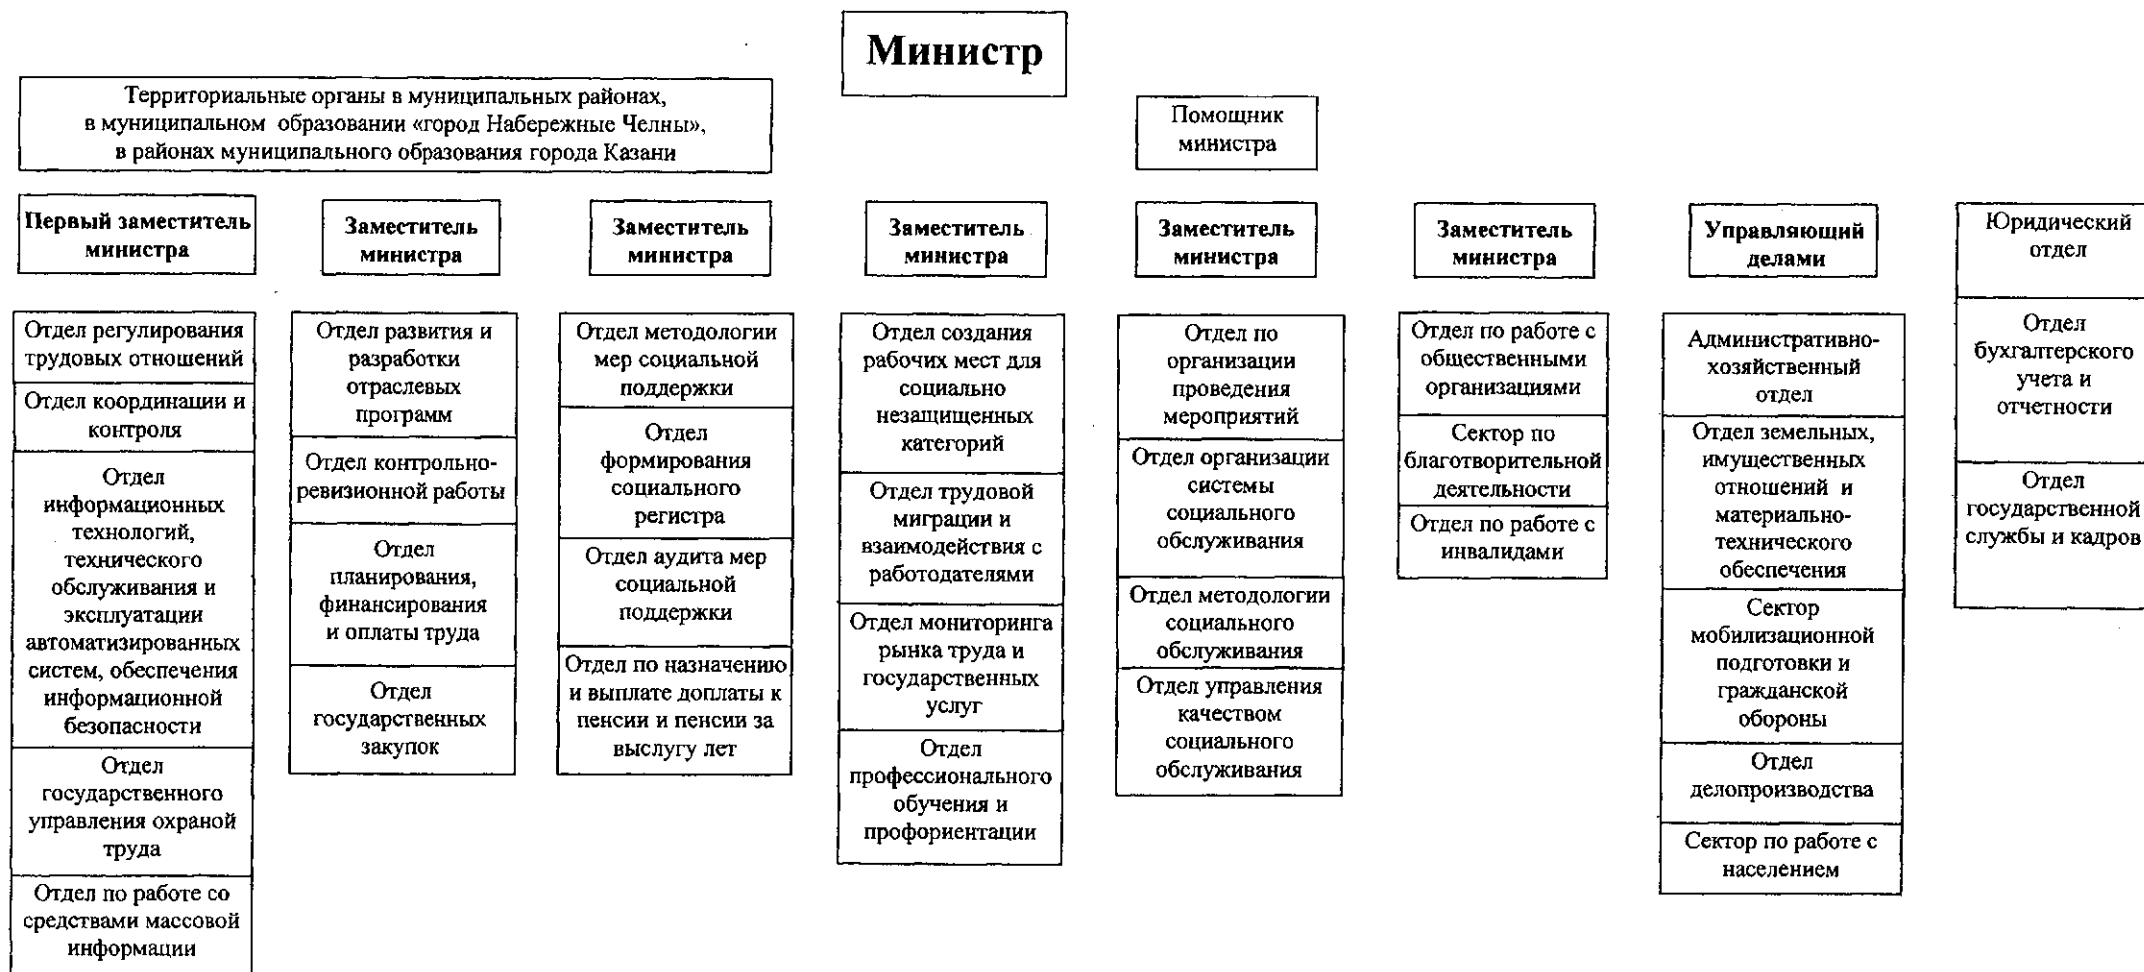 Министр
Территориальные органы в муниципальных районах,
в муниципальном образовании «город Набережные Челны»,
в районах муниципального образования города Казани
Помощник
министра
Первый заместитель
министра
Заместитель
министра
Заместитель
министра
Заместитель
министра
Заместитель
министра
Заместитель
министра
Управляющий
делами
Юридический
отдел
Отдел регулирования
трудовых отношений
Отдел координации и
контроля
Отдел
информационных
технологий,
технического
обслуживания и
эксплуатации
автоматизированных
систем, обеспечения
информационной
безопасности
Отдел
государственного
управления охраной
труда
Отдел по работе со
средствами массовой
информации
Отдел развития и
разработки
отраслевых
программ
Отдел контрольно-
ревизионной работы
Отдел
планирования,
финансирования
и оплаты труда
Отдел
государственных
закупок
Отдел методологии
мер социальной
поддержки
Отдел
формирования
социального
регистра
Отдел аудита мер
социальной
поддержки
Отдел по назначению
и выплате доплаты к
пенсии и пенсии за
выслугу лет
Отдел создания
рабочих мест для
социально
незащищенных
категорий
Отдел трудовой
миграции и
взаимодействия с
работодателями
Отдел мониторинга
рынка труда и
государственных
услуг
Отдел
профессионального
обучения и
профориентации
Отдел по
организации
проведения
мероприятий
Отдел организации
системы
социального
обслуживания
Отдел методологии
социального
обслуживания
Отдел управления
качеством
социального
обслуживания
Отдел по работе с
общественными
организациями
Сектор по
благотворительной
деятельности
Отдел по работе с
инвалидами
Административно-
хозяйственный
отдел
Отдел земельных,
имущественных
отношений и
материально-
технического
обеспечения
Сектор
мобилизационной
подготовки и
гражданской
обороны
Отдел
делопроизводства
Сектор по работе с
населением
Отдел
бухгалтерского
учета и
отчетности
Отдел
государственной
службы и кадров